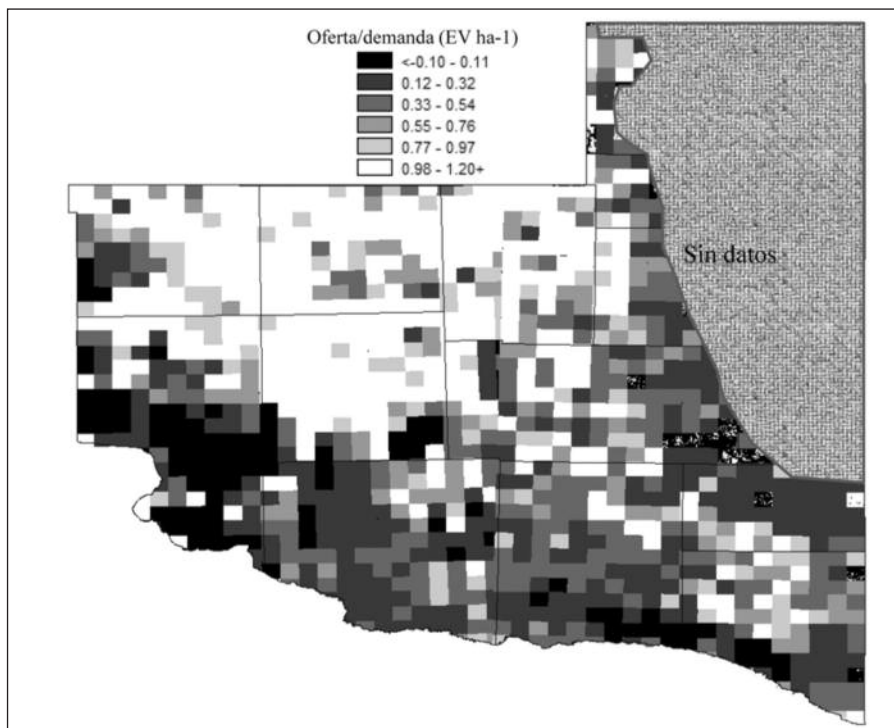 Oferta/demanda (EV ha-1)
<-0.10 - 0.11
0.12 - 0.32
0.33 - 0.54
0.55 - 0.76
0.77 - 0.97
0.98 - 1.20+
Sin datos